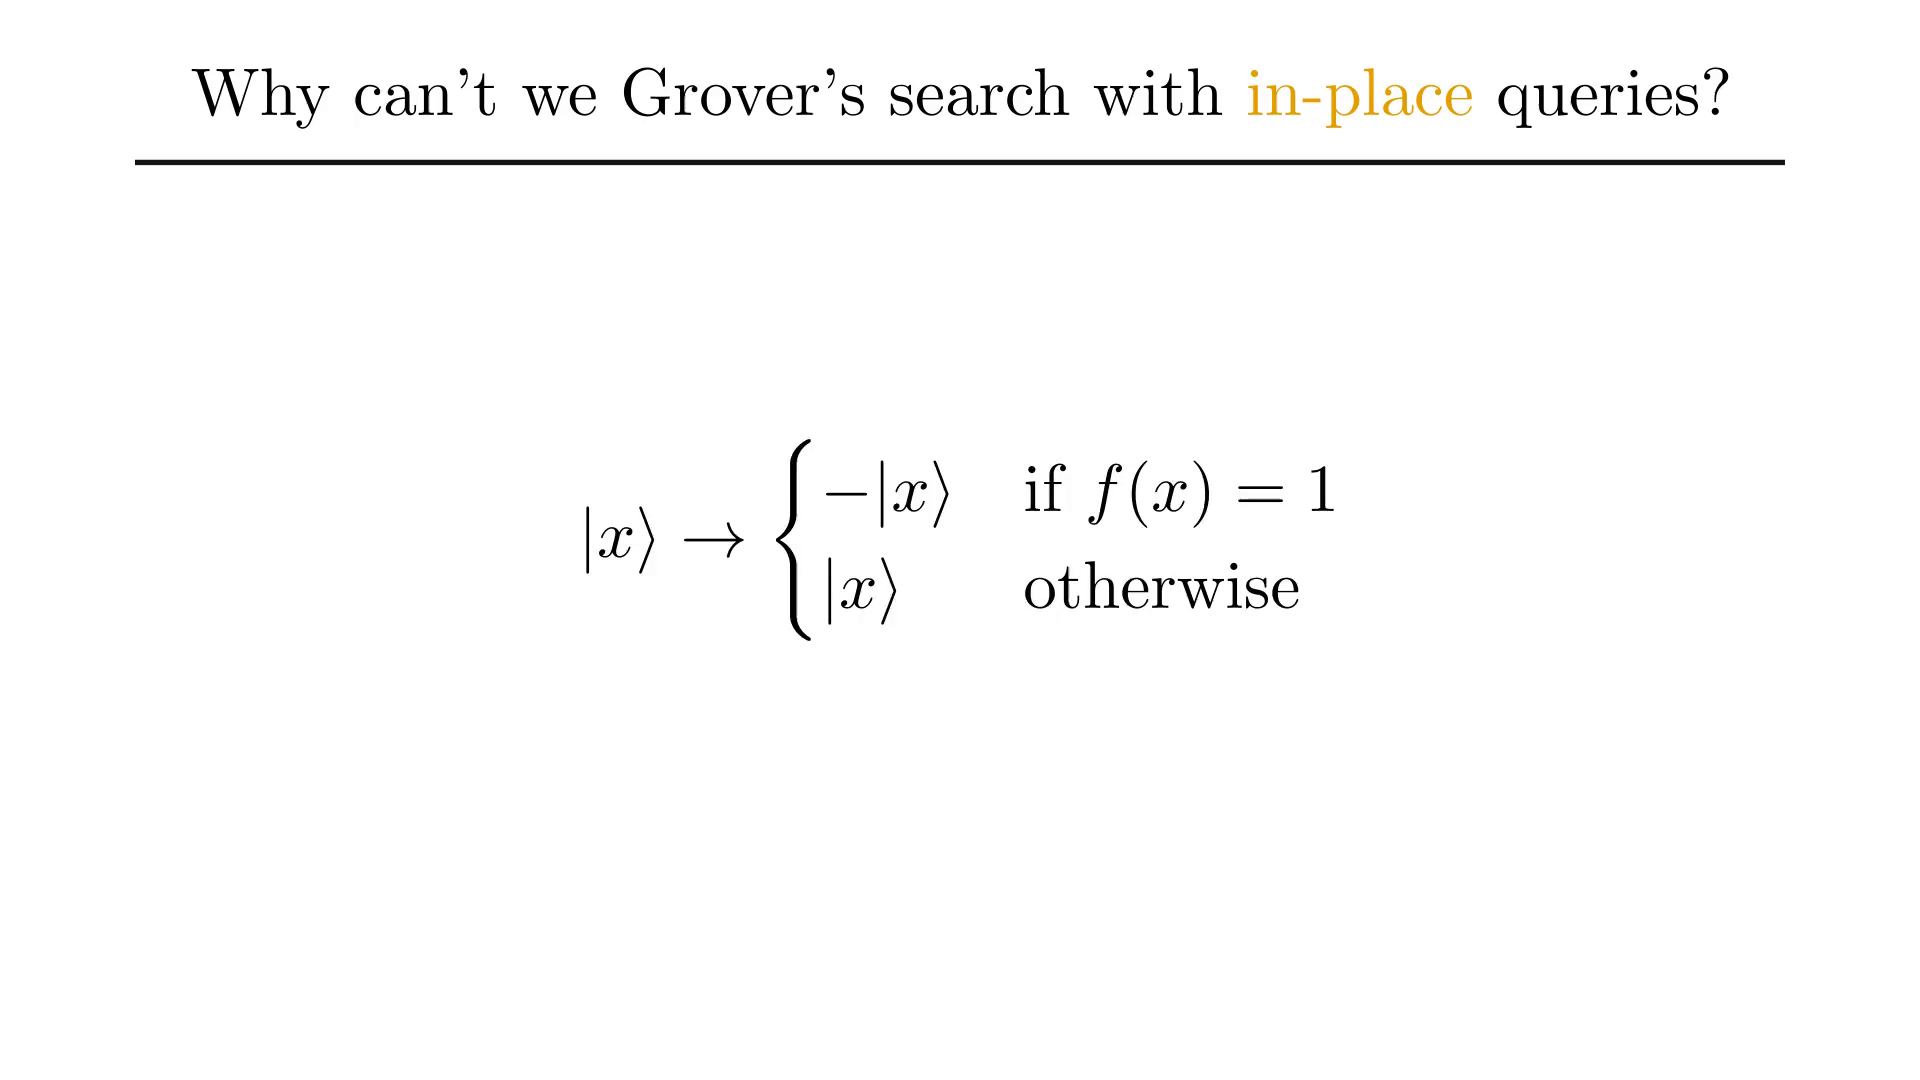 Why can't we Grover's search with in-place queries?
|x⟩ → { −|x⟩ if f(x) = 1
|x⟩ otherwise